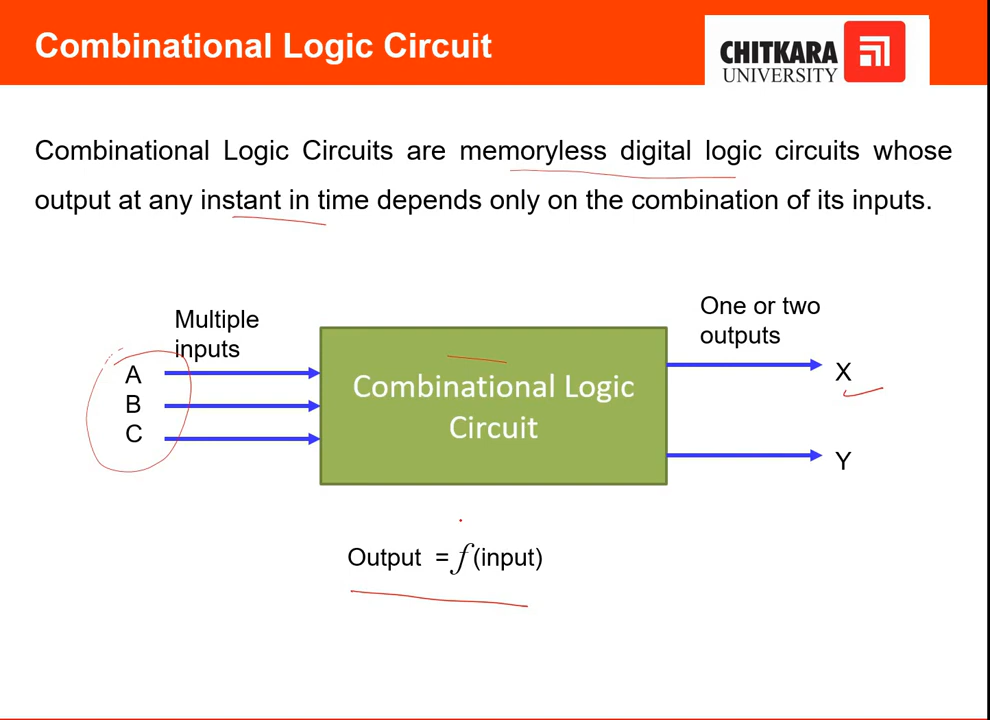 Combinational Logic Circuit
CHITKARA
UNIVERSITY
Combinational Logic Circuits are memoryless digital logic circuits whose
output at any instant in time depends only on the combination of its inputs.
Multiple
inputs
One or two
outputs
A
B
C
Combinational Logic
Circuit
X
Y
Output = f(input)